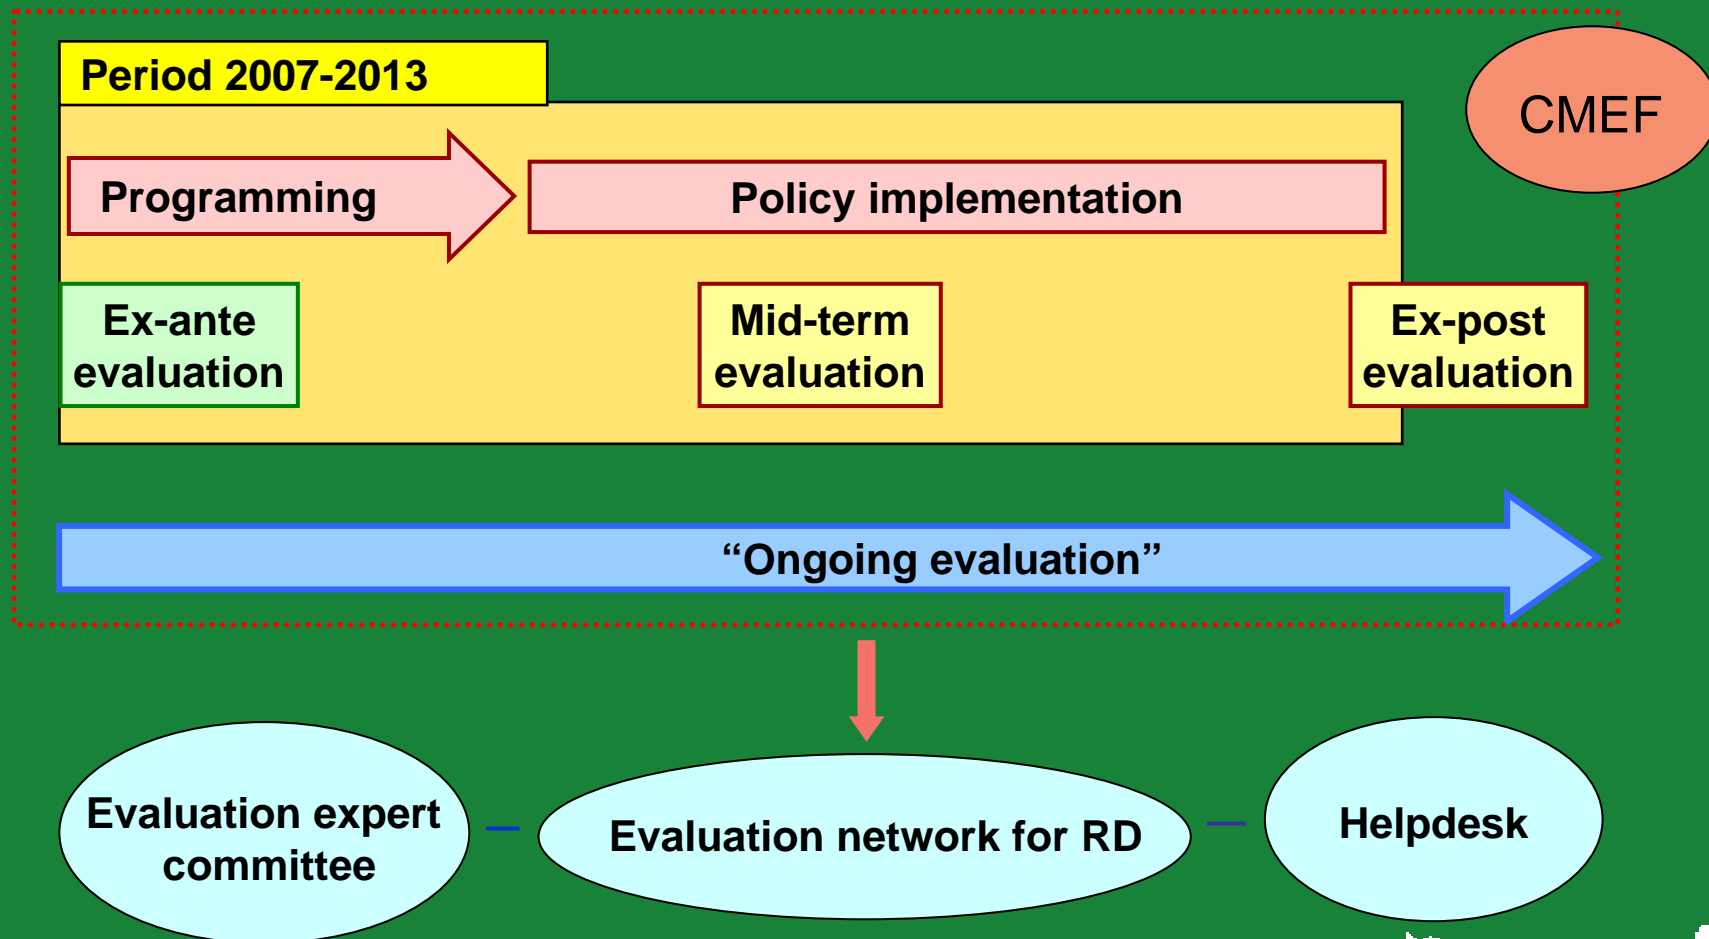 Period 2007-2013
CMEF
Programming
Policy implementation
Ex-ante
evaluation
Mid-term
evaluation
Ex-post
evaluation
“Ongoing evaluation”
Evaluation expert
committee
Evaluation network for RD
Helpdesk